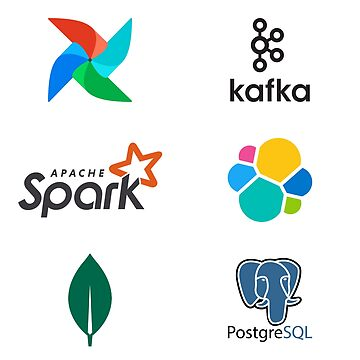 kafka
APACHE
Spark
PostgreSQL